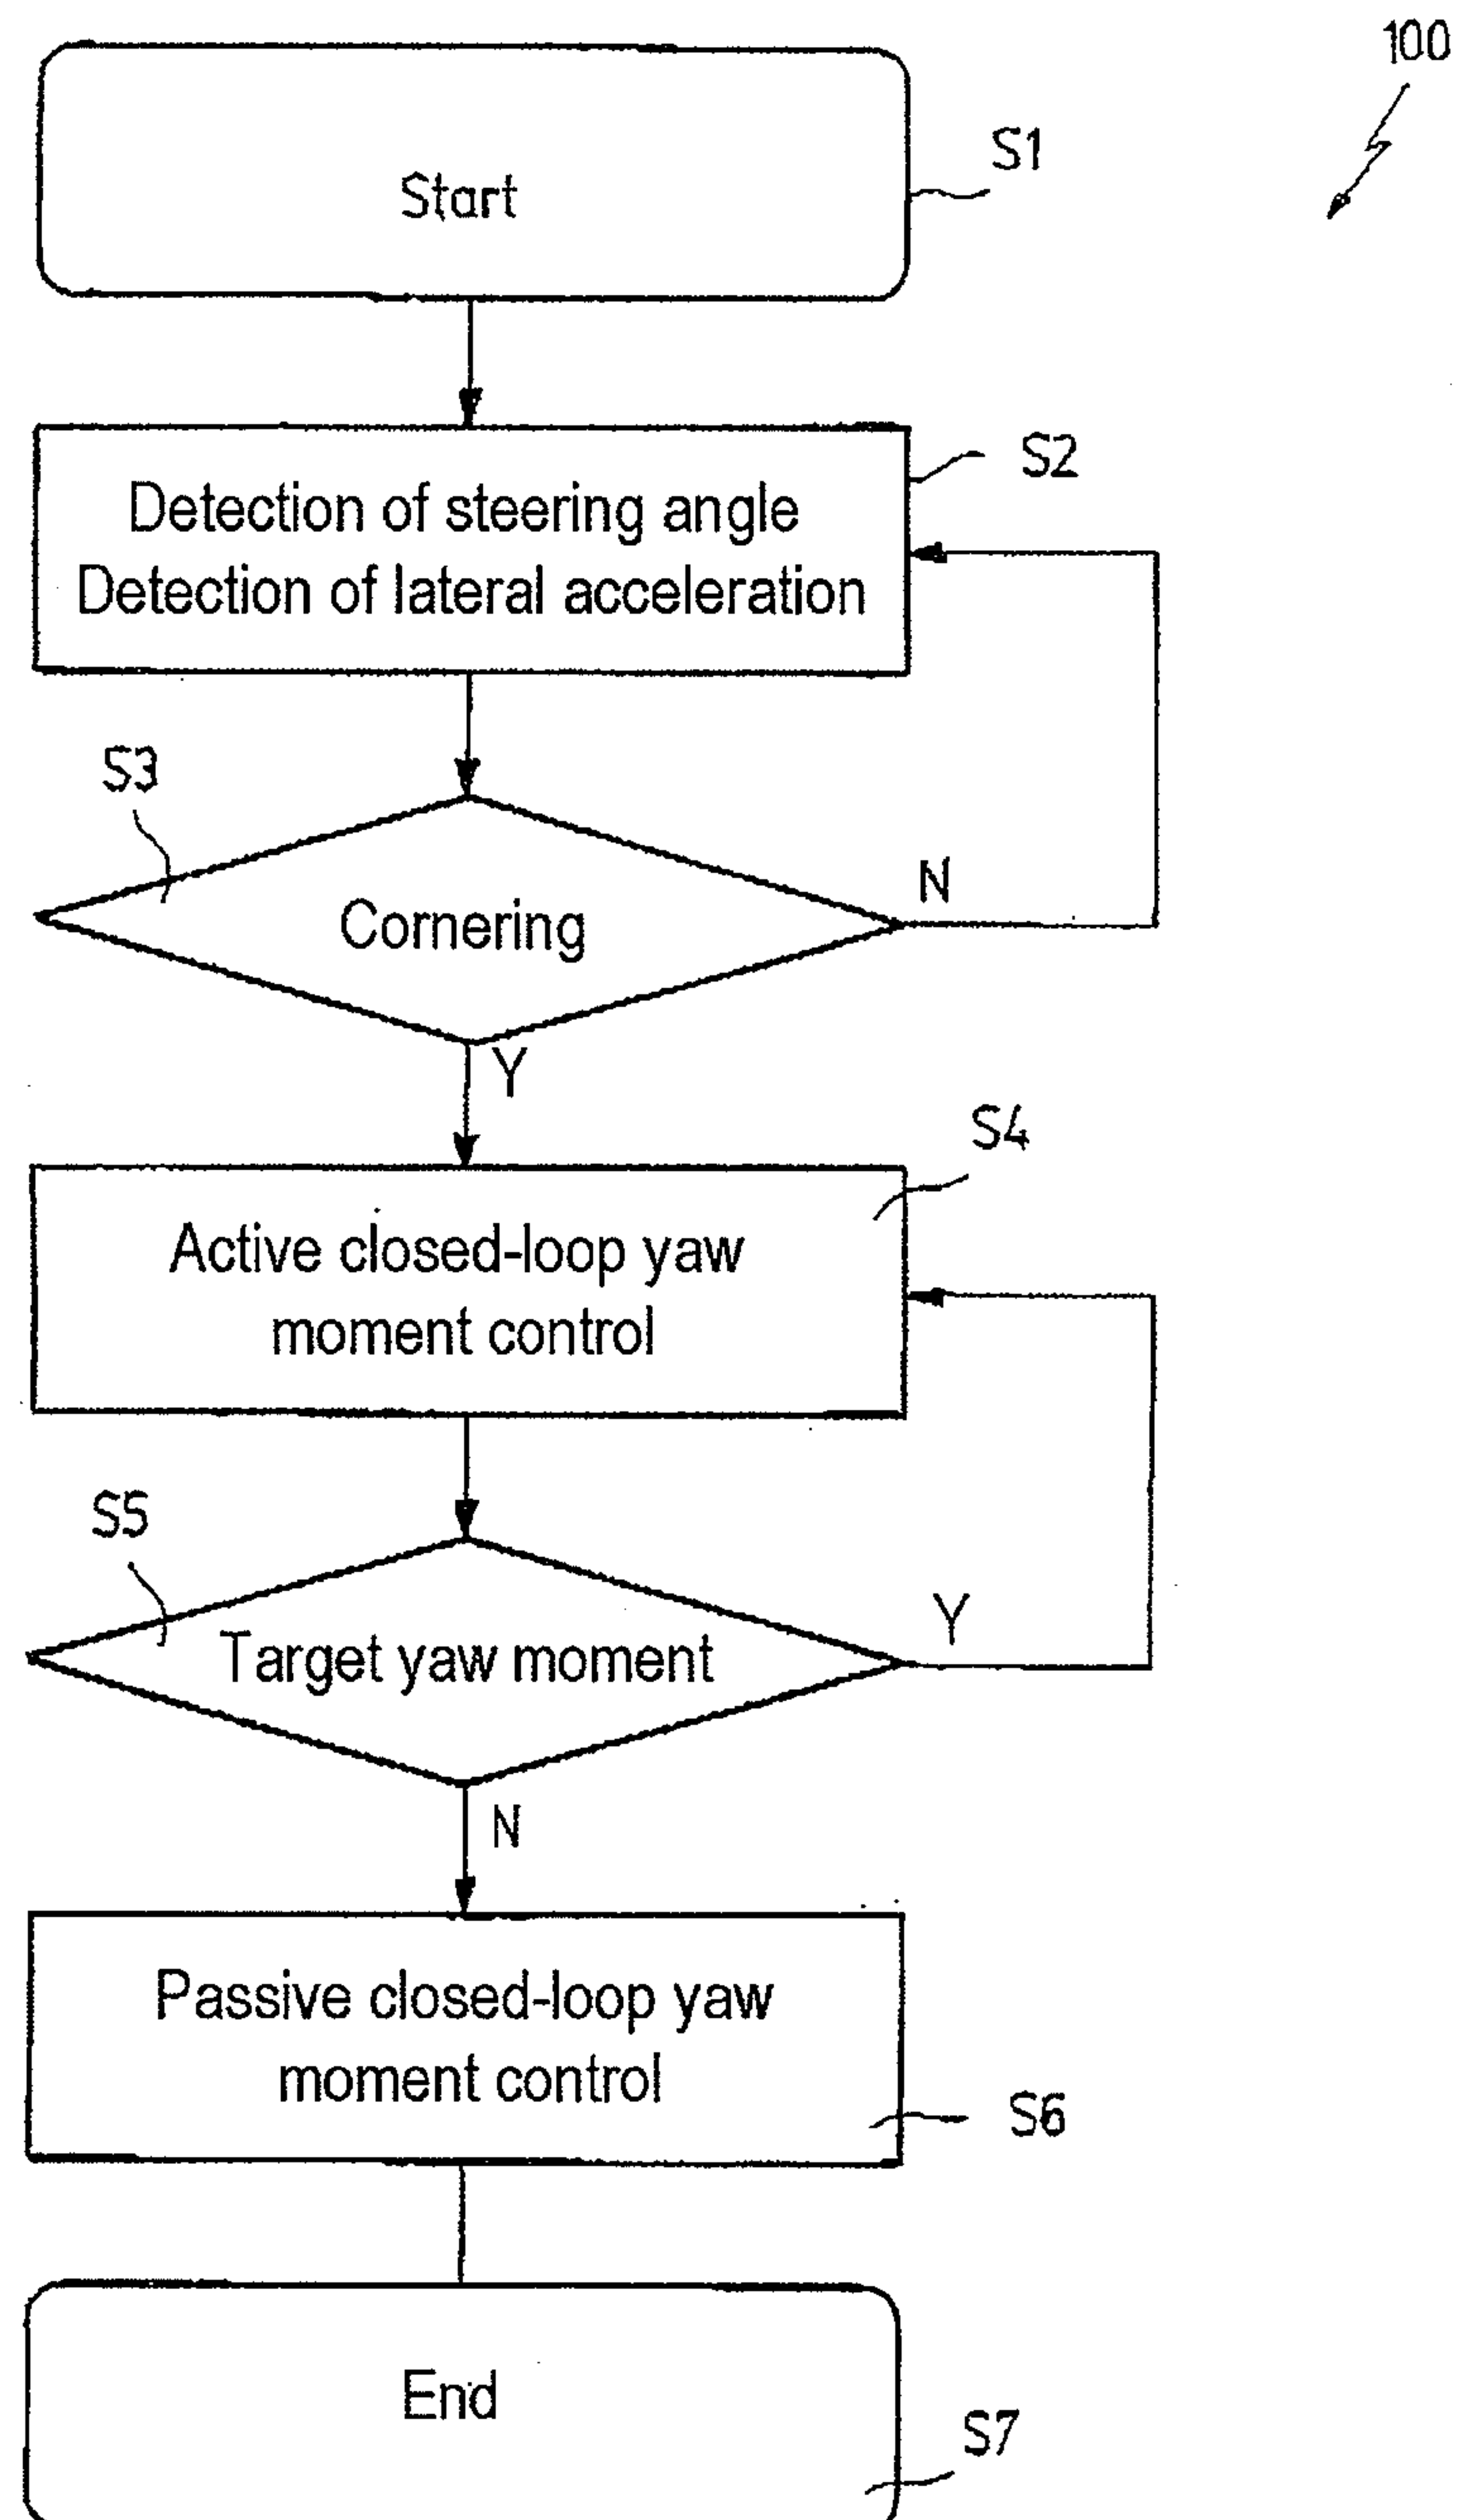 100
S1
Start
S2
Detection of steering angle
Detection of lateral acceleration
S3
N
Cornering
Y
S4
Active closed-loop yaw
moment control
S5
Y
Target yaw moment
N
Passive closed-loop yaw
moment control
S6
End
S7